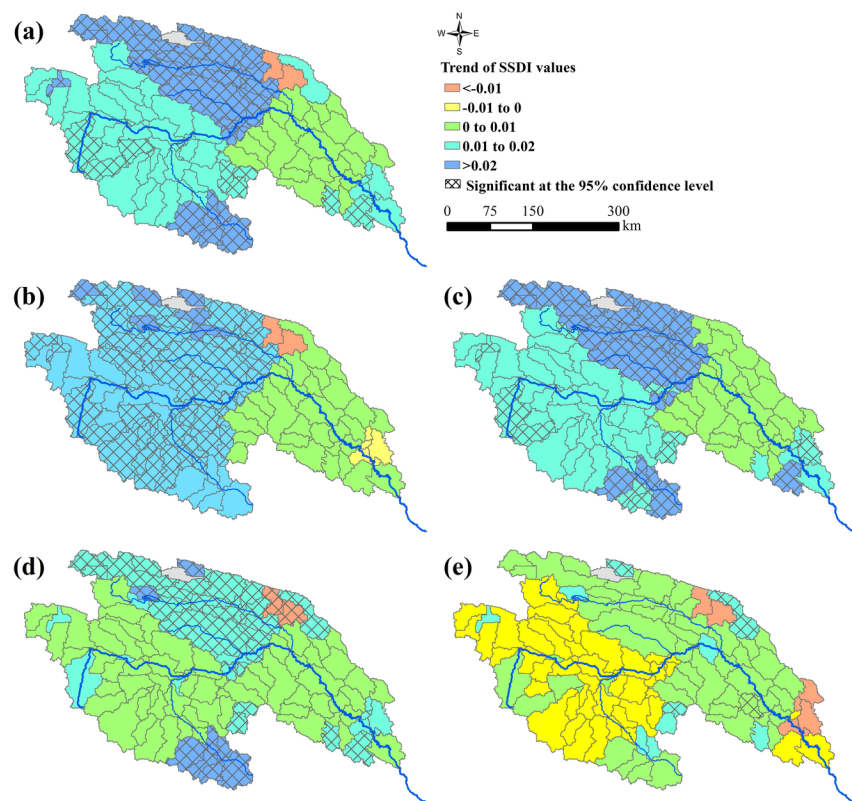 (a)
N
W E
S
Trend of SSDI values
<-0.01
-0.01 to 0
0 to 0.01
0.01 to 0.02
>0.02
Significant at the 95% confidence level
0 75 150 300
km
(b)
(c)
(d)
(e)